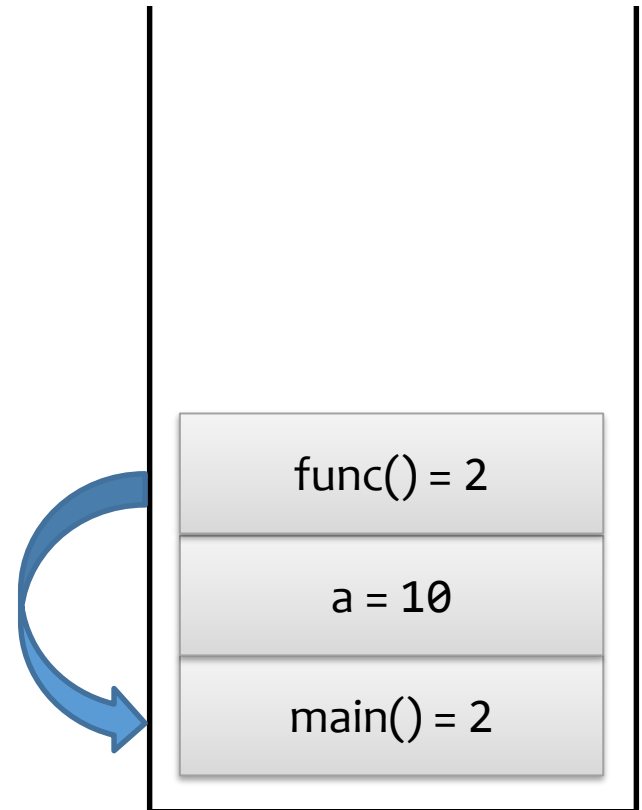 func() = 2
a = 10
main() = 2